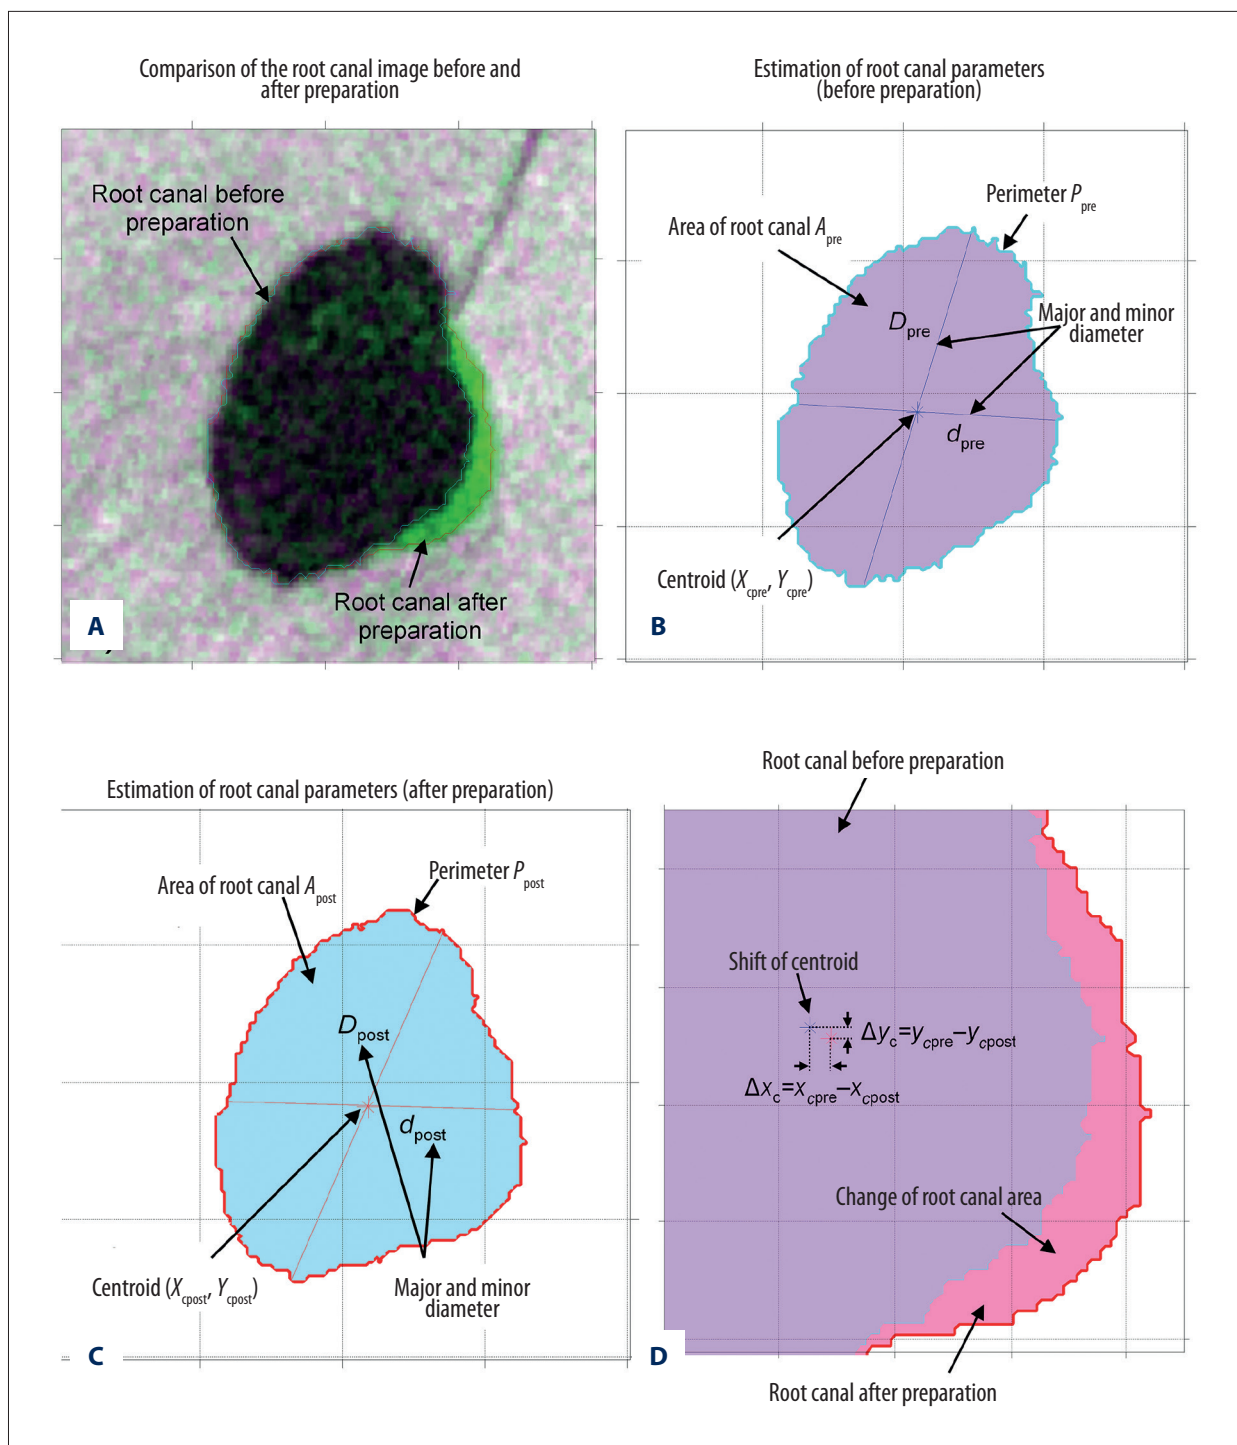 Comparison of the root canal image before and
after preparation
Root canal before
preparation
Root canal after
preparation
A
Estimation of root canal parameters
(before preparation)
Perimeter Ppre
Area of root canal Apre
Major and minor
diameter
Dpre
dpre
Centroid (Xcpre, Ycpre)
B
Estimation of root canal parameters (after preparation)
Perimeter Ppost
Area of root canal Apost
Dpost
dpost
Centroid (Xcpost, Ycpost)
Major and minor
diameter
C
Root canal before preparation
Shift of centroid
Δyc=ycpre−ycpost
Δxc=xcpre−xcpost
Change of root canal area
D
Root canal after preparation